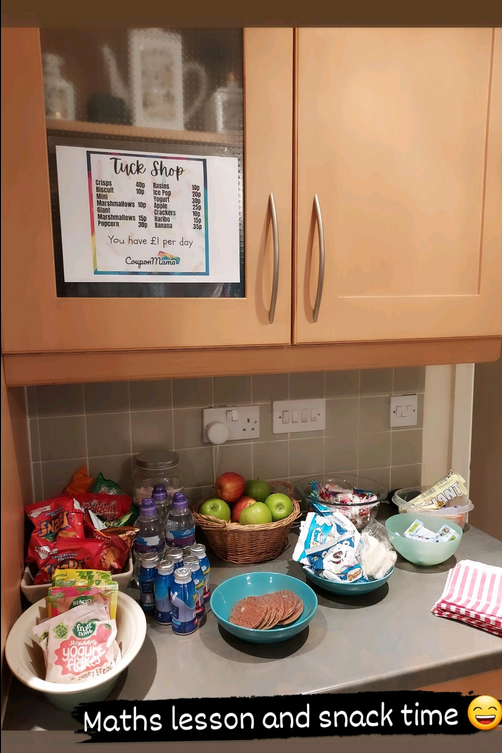 Tuck Shop
Crisps 40p
Biscuit 10p
Mini
Marshmallows 10p
Giant
Marshmallows 15p
Popcorn 30p
Rasins 10p
Ice Pop 20p
Yogurt 30p
Apple 25p
Crackers 10p
Haribo 15p
Banana 35p
You have £1 per day
CouponMama
fruit
yogurt
flakes
Maths lesson and snack time 😄